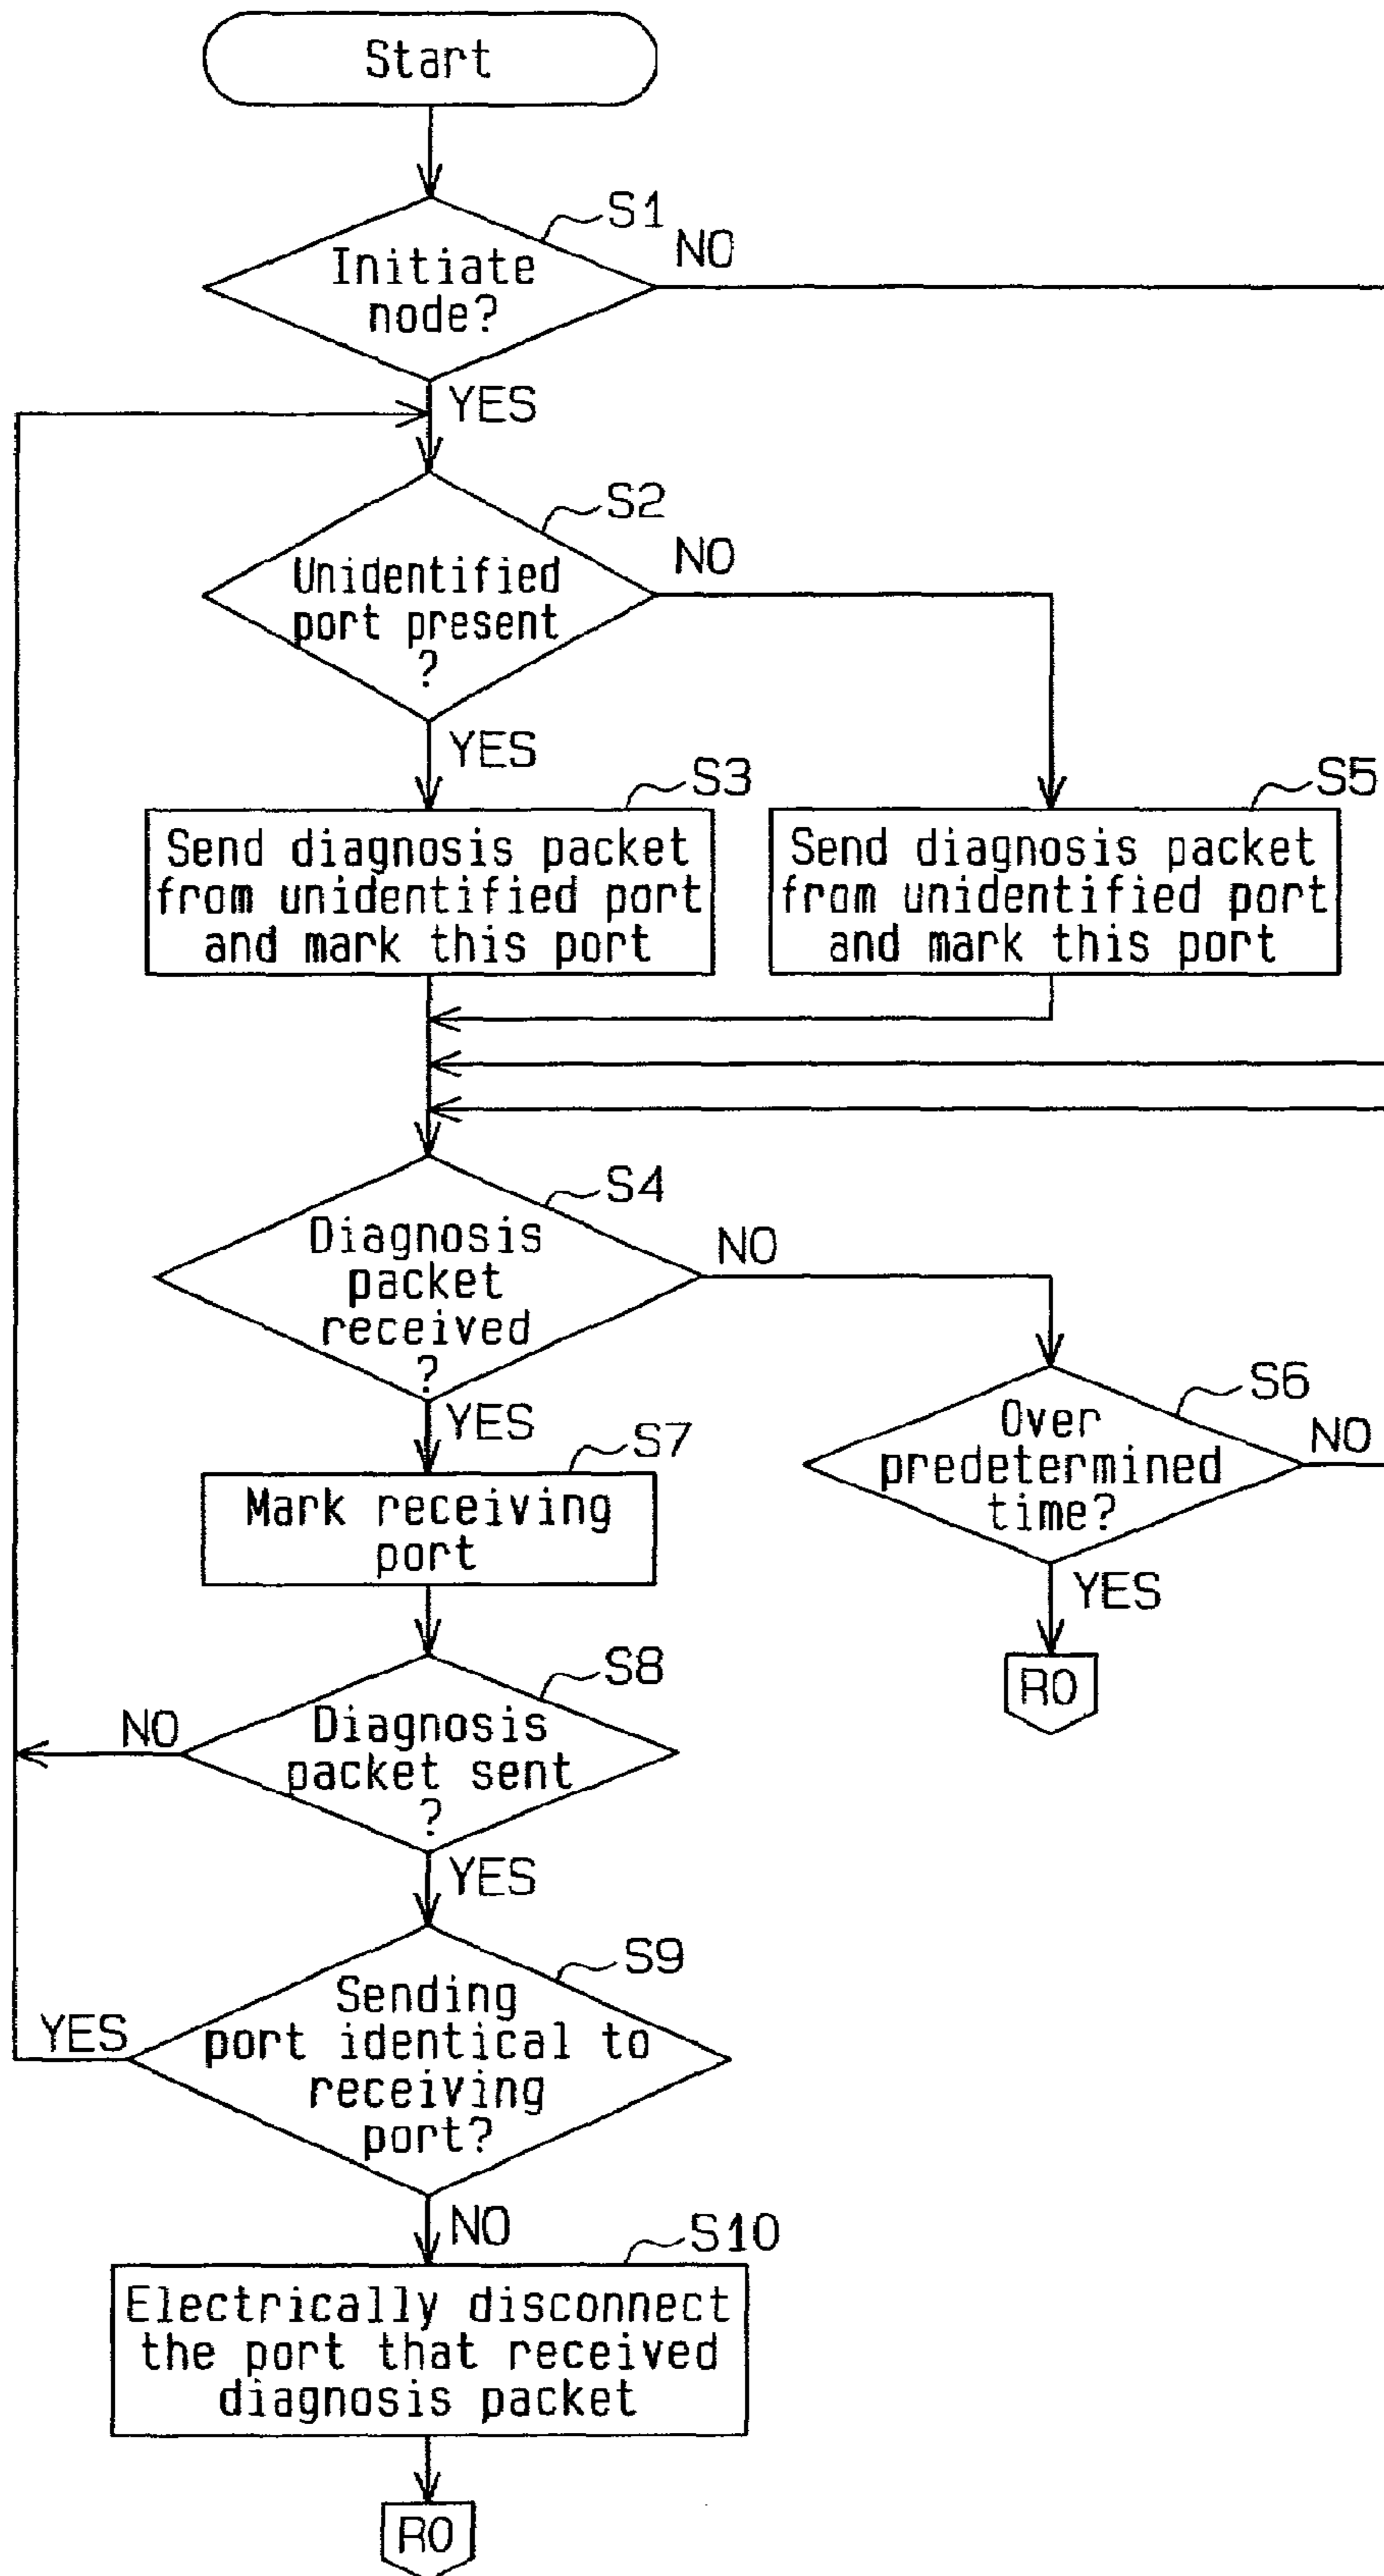 Start
S1
Initiate
node?
NO
YES
S2
Unidentified
port present
?
NO
YES
S3
Send diagnosis packet
from unidentified port
and mark this port
S5
Send diagnosis packet
from unidentified port
and mark this port
S4
Diagnosis
packet
received
?
NO
YES
S6
Over
predetermined
time?
NO
YES
R0
S7
Mark receiving
port
S8
Diagnosis
packet sent
?
NO
YES
S9
Sending
port identical to
receiving
port?
YES
NO
S10
Electrically disconnect
the port that received
diagnosis packet
R0